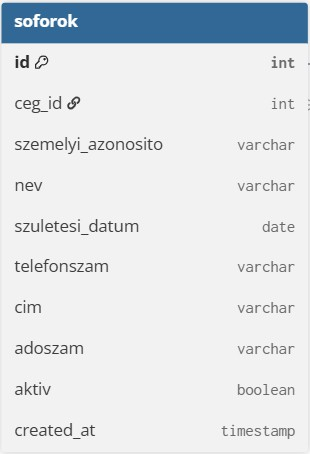 soforok
id int
ceg_id int
szemelyi_azonosito varchar
nev varchar
szuletesi_datum date
telefonszam varchar
cim varchar
adoszam varchar
aktiv boolean
created_at timestamp